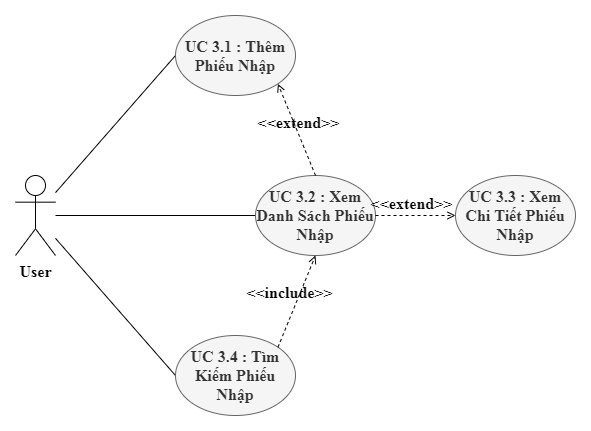 UC 3.1 : Thêm
Phiếu Nhập
<<extend>>
UC 3.2 : Xem
Danh Sách Phiếu
Nhập
<<extend>>
UC 3.3 : Xem
Chi Tiết Phiếu
Nhập
User
<<include>>
UC 3.4 : Tìm
Kiếm Phiếu
Nhập